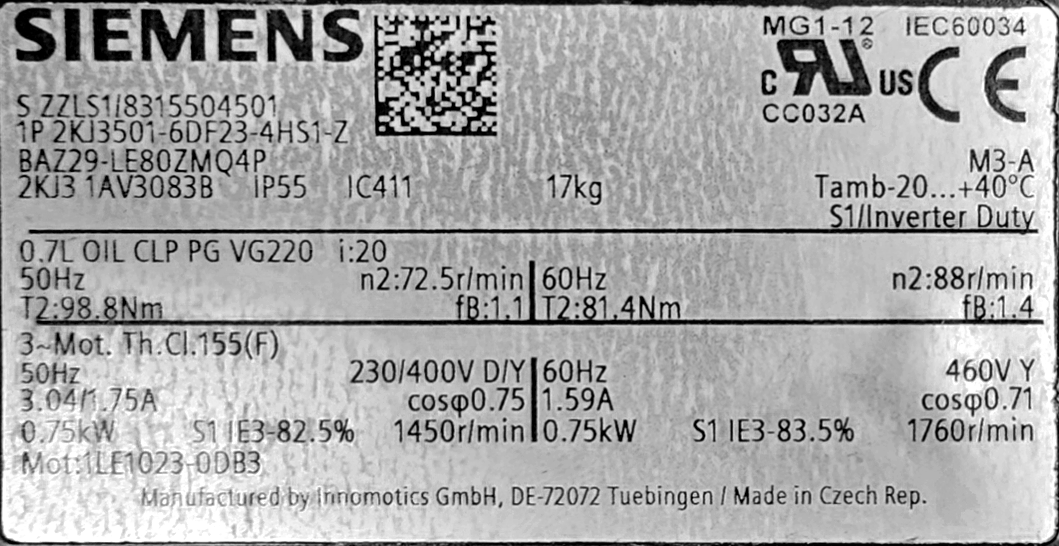 SIEMENS
MG1-12 IEC60034
c RU® US CE
CC032A
S ZZLS1/8315504501
1P 2KJ3501-6DF23-4HS1-Z
BAZ29-LE80ZMQ4P M3-A
2KJ3 1AV3083B IP55 IC411 17kg Tamb-20...+40°C
S1/Inverter Duty
0.7L OIL CLP PG VG220 i:20
50Hz n2:72.5r/min 60Hz n2:88r/min
T2:98.8Nm fB:1.1 T2:81.4Nm fB:1.4
3~Mot. Th.Cl.155(F)
50Hz 230/400V D/Y 60Hz 460V Y
3.04/1.75A cosφ0.75 1.59A cosφ0.71
0.75kW S1 IE3-82.5% 1450r/min 0.75kW S1 IE3-83.5% 1760r/min
Mot:1LE1023-0DB3
Manufactured by Innomotics GmbH, DE-72072 Tuebingen / Made in Czech Rep.